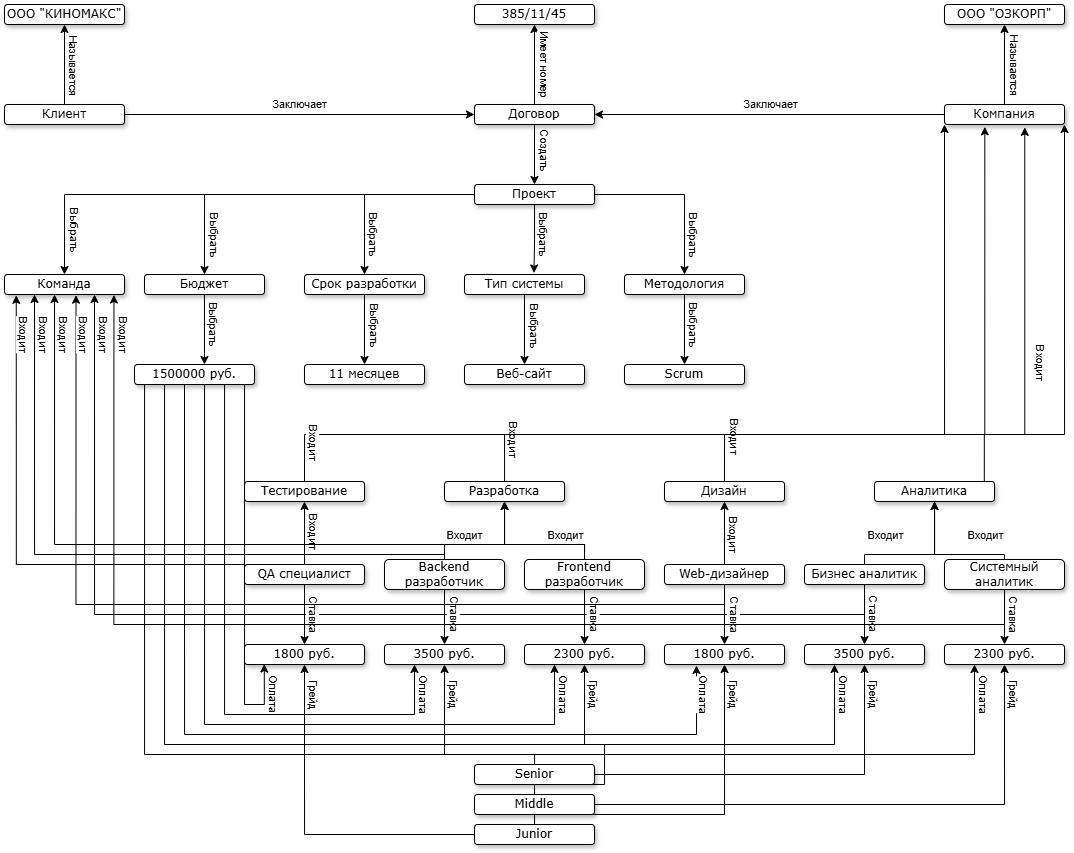 ООО "КИНОМАКС"
385/11/45
ООО "ОЗКОРП"
Называется
Имеет номер
Называется
Клиент
Заключает
Договор
Заключает
Компания
Создать
Проект
Выбрать
Выбрать
Выбрать
Выбрать
Выбрать
Команда
Бюджет
Срок разработки
Тип системы
Методология
Входит
Входит
Входит
Входит
Входит
Входит
Выбрать
Выбрать
Выбрать
Выбрать
Входит
1500000 руб.
11 месяцев
Веб-сайт
Scrum
Входит
Входит
Входит
Тестирование
Разработка
Дизайн
Аналитика
Входит
Входит
Входит
Входит
Входит
Входит
QA специалист
Backend
разработчик
Frontend
разработчик
Web-дизайнер
Бизнес аналитик
Системный
аналитик
Ставка
Ставка
Ставка
Ставка
Ставка
Ставка
1800 руб.
3500 руб.
2300 руб.
1800 руб.
3500 руб.
2300 руб.
Оплата
Грейд
Оплата
Грейд
Оплата
Грейд
Оплата
Грейд
Оплата
Грейд
Оплата
Грейд
Senior
Middle
Junior